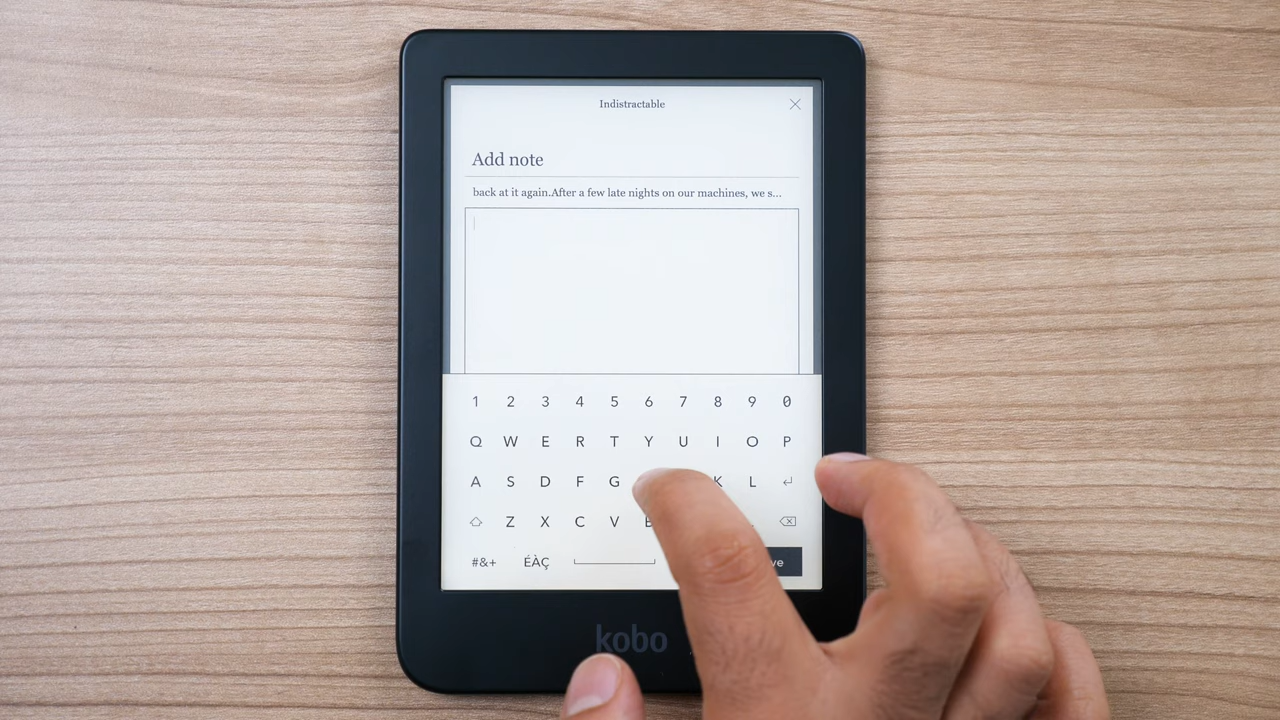 Indistractable
Add note
back at it again.After a few late nights on our machines, we s...
1 2 3 4 5 6 7 8 9 0
Q W E R T Y U I O P
A S D F G K L
Z X C V
#&+ ÉÀÇ
kobo